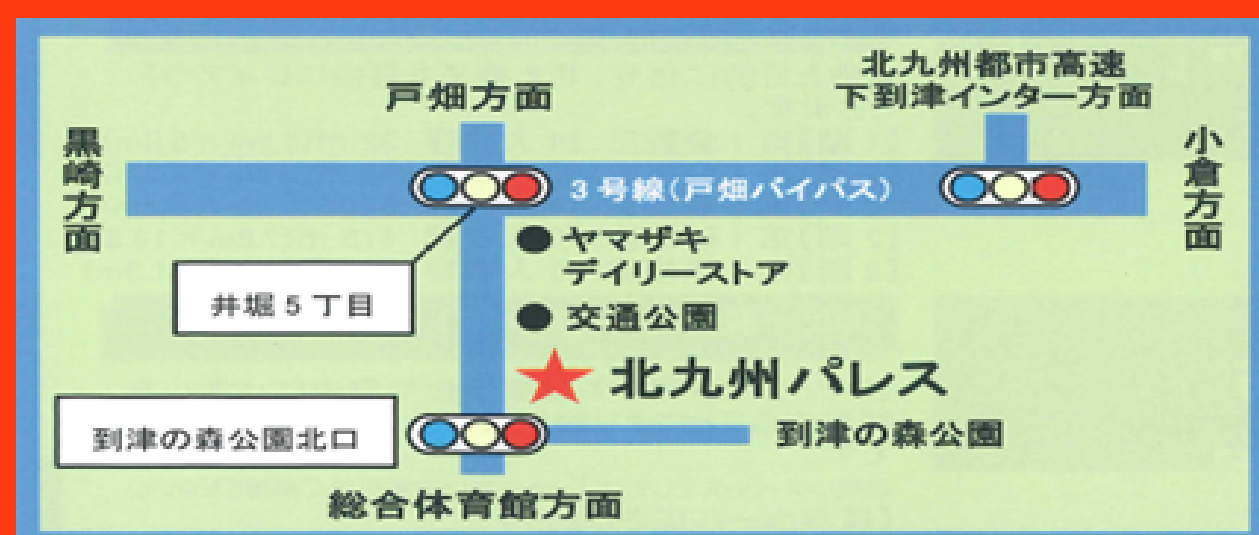 北九州都市高速
下到津インター方面
戸畑方面
黒崎方面
小倉方面
3号線(戸畑バイパス)
ヤマザキ
デイリーストア
井堀5丁目
交通公園
北九州パレス
到津の森公園北口
到津の森公園
総合体育館方面